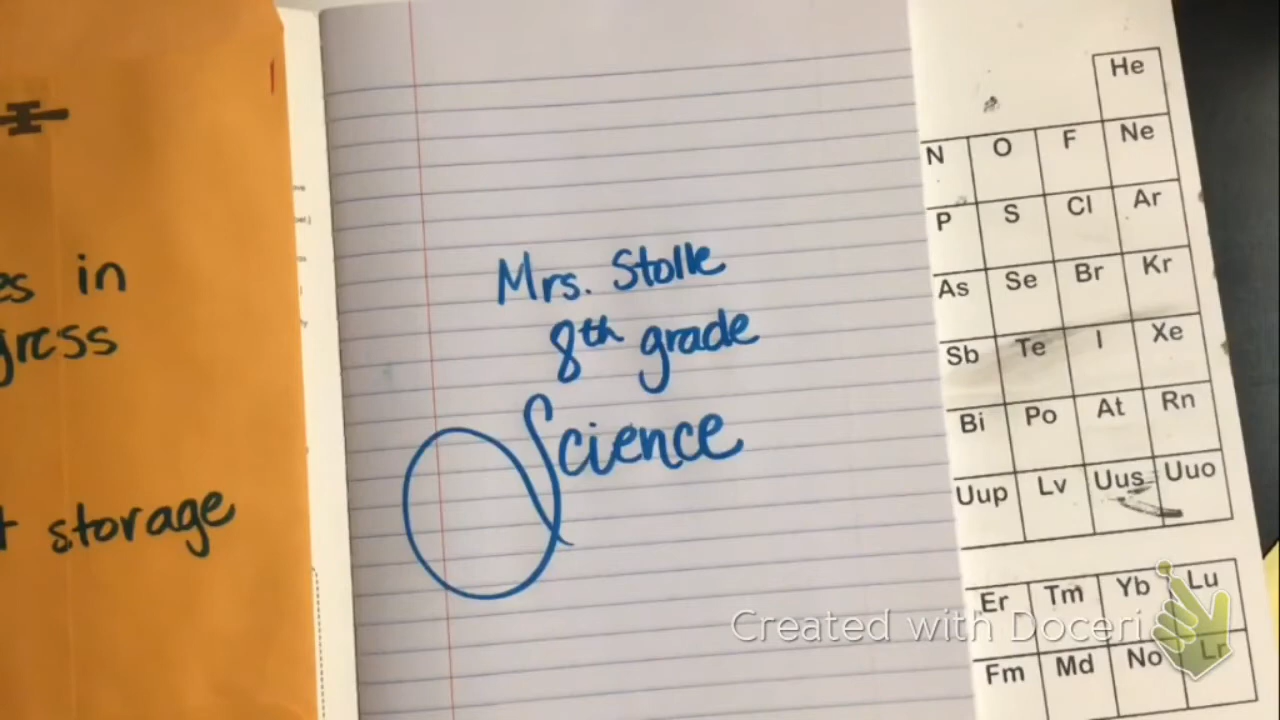 es in
gress
t storage
Mrs. Stolle
8th grade
Science
He
N O F Ne
P S Cl Ar
As Se Br Kr
Sb Te I Xe
Bi Po At Rn
Uup Lv Uus Uuo
Er Tm Yb Lu
Fm Md No Lr
Created with Doceri